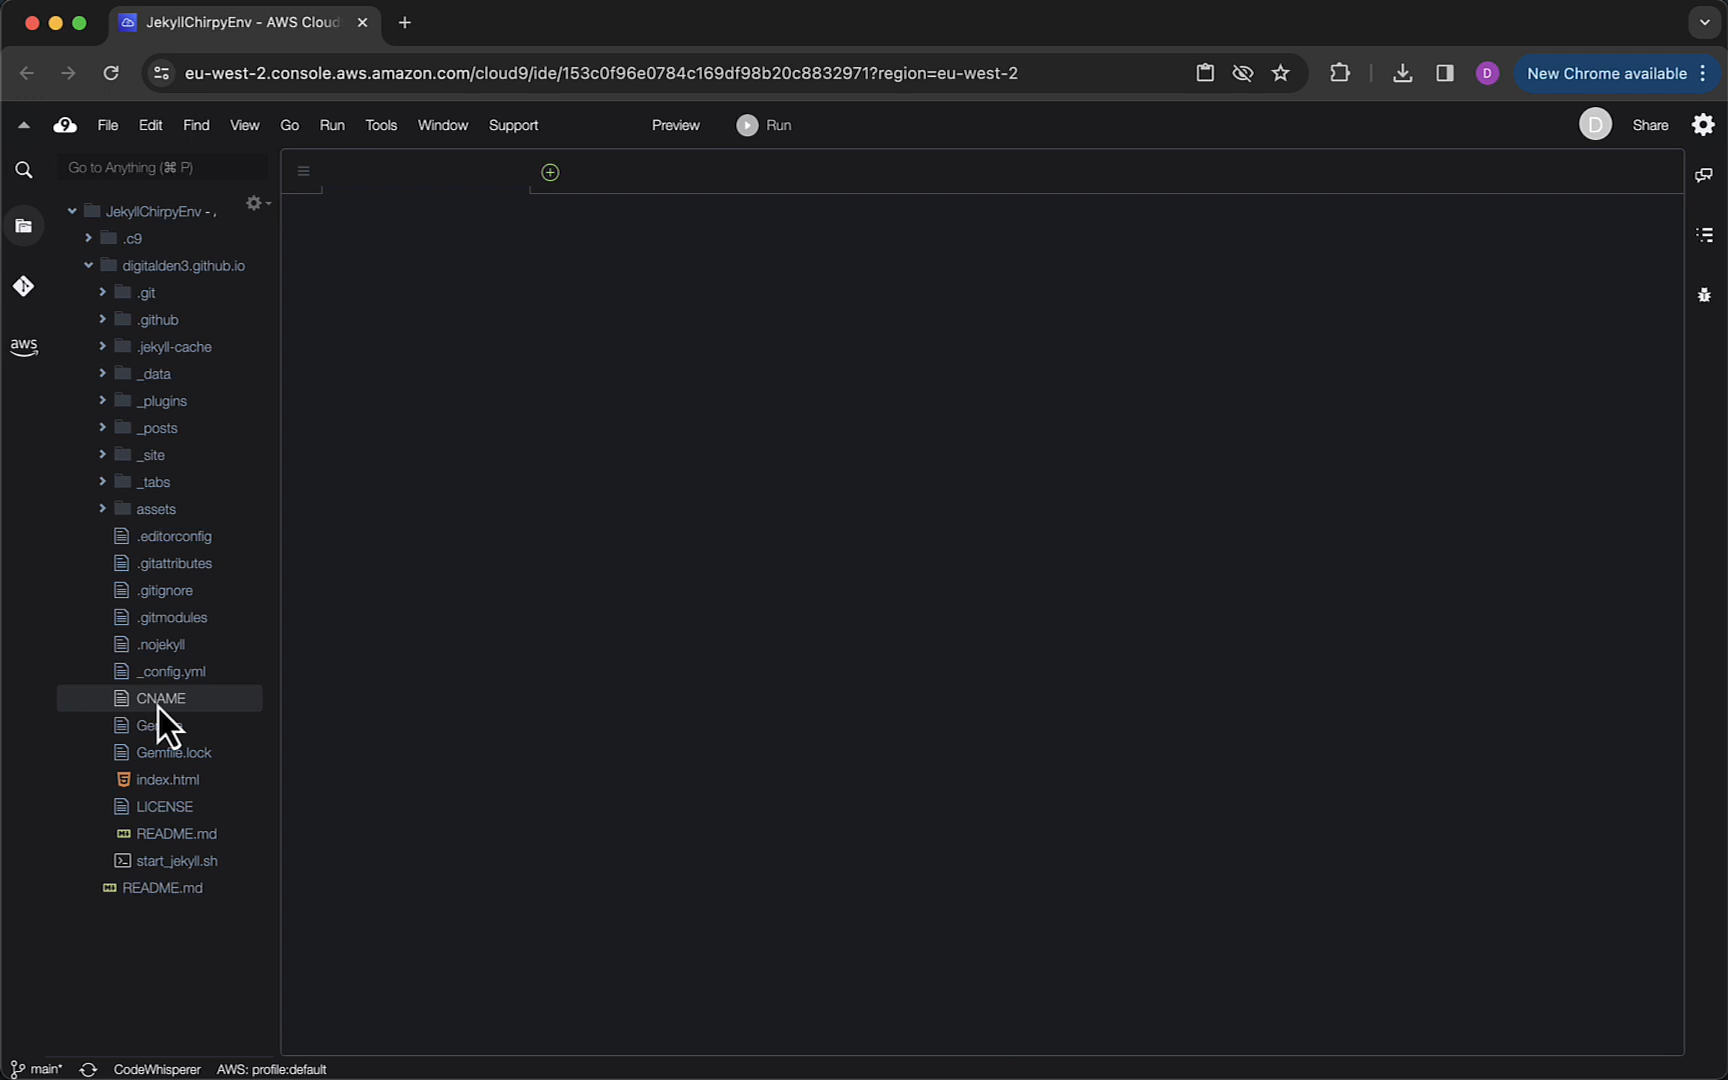 JekyllChirpyEnv - AWS Cloud
eu-west-2.console.aws.amazon.com/cloud9/ide/153c0f96e0784c169df98b20c8832971?region=eu-west-2
D
New Chrome available
9 File Edit Find View Go Run Tools Window Support Preview Run
D Share
Go to Anything (⌘ P)
JekyllChirpyEnv - .
.c9
digitalden3.github.io
.git
.github
aws
.jekyll-cache
_data
_plugins
_posts
_site
_tabs
assets
.editorconfig
.gitattributes
.gitignore
.gitmodules
.nojekyll
_config.yml
CNAME
Gemfile.lock
index.html
LICENSE
README.md
start_jekyll.sh
README.md
main* CodeWhisperer AWS: profile:default